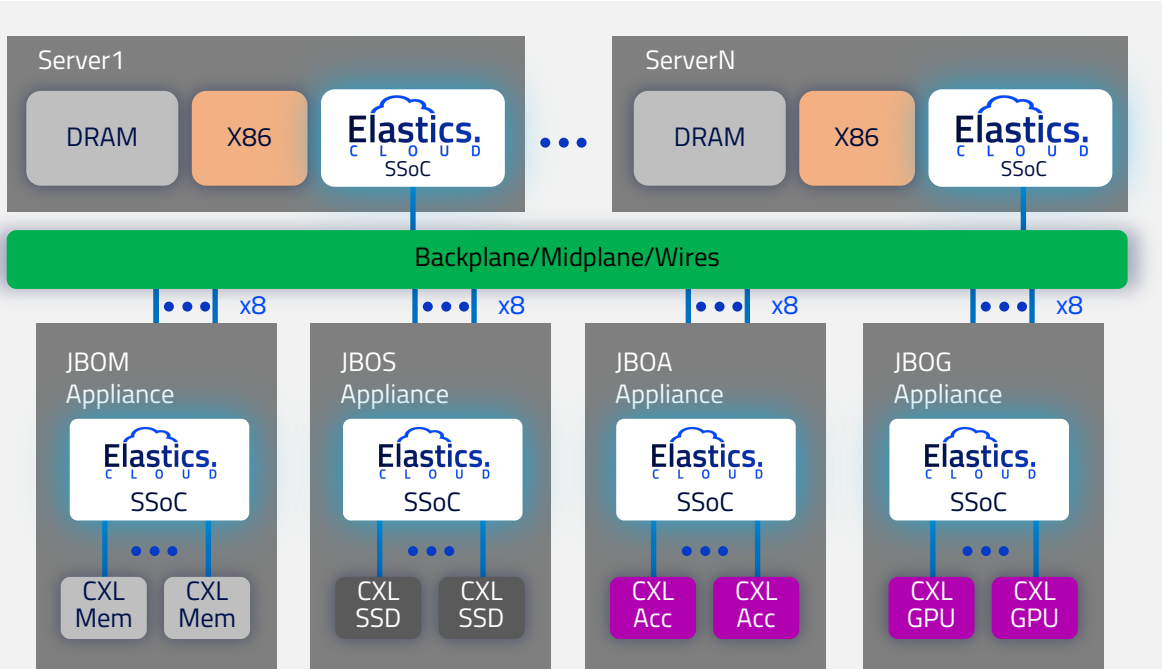 Server1
DRAM
X86
Elastics.
CLOUD
SSoC
ServerN
DRAM
X86
Elastics.
CLOUD
SSoC
Backplane/Midplane/Wires
x8
x8
x8
x8
JBOM
Appliance
Elastics.
CLOUD
SSoC
CXL
Mem
CXL
Mem
JBOS
Appliance
Elastics.
CLOUD
SSoC
CXL
SSD
CXL
SSD
JBOA
Appliance
Elastics.
CLOUD
SSoC
CXL
Acc
CXL
Acc
JBOG
Appliance
Elastics.
CLOUD
SSoC
CXL
GPU
CXL
GPU